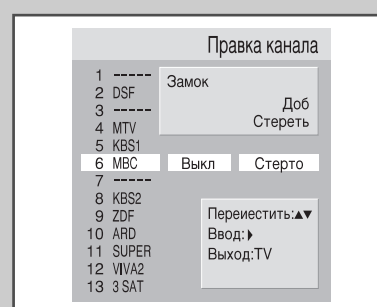 Правка канала
1 -----
2 DSF
3 -----
4 MTV
5 KBS1
6 MBC Выкл Стерто
7 -----
8 KBS2
9 ZDF
10 ARD
11 SUPER
12 VIVA2
13 3 SAT
Замок
Доб
Стереть
Переиестить:▲▼
Ввод:▶
Выход:TV